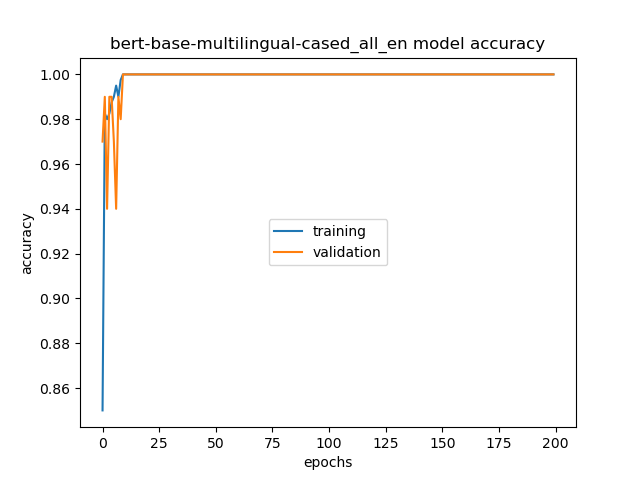 bert-base-multilingual-cased_all_en model accuracy
1.00
0.98
0.96
0.94
0.92
0.90
0.88
0.86
accuracy
training
validation
0 25 50 75 100 125 150 175 200
epochs